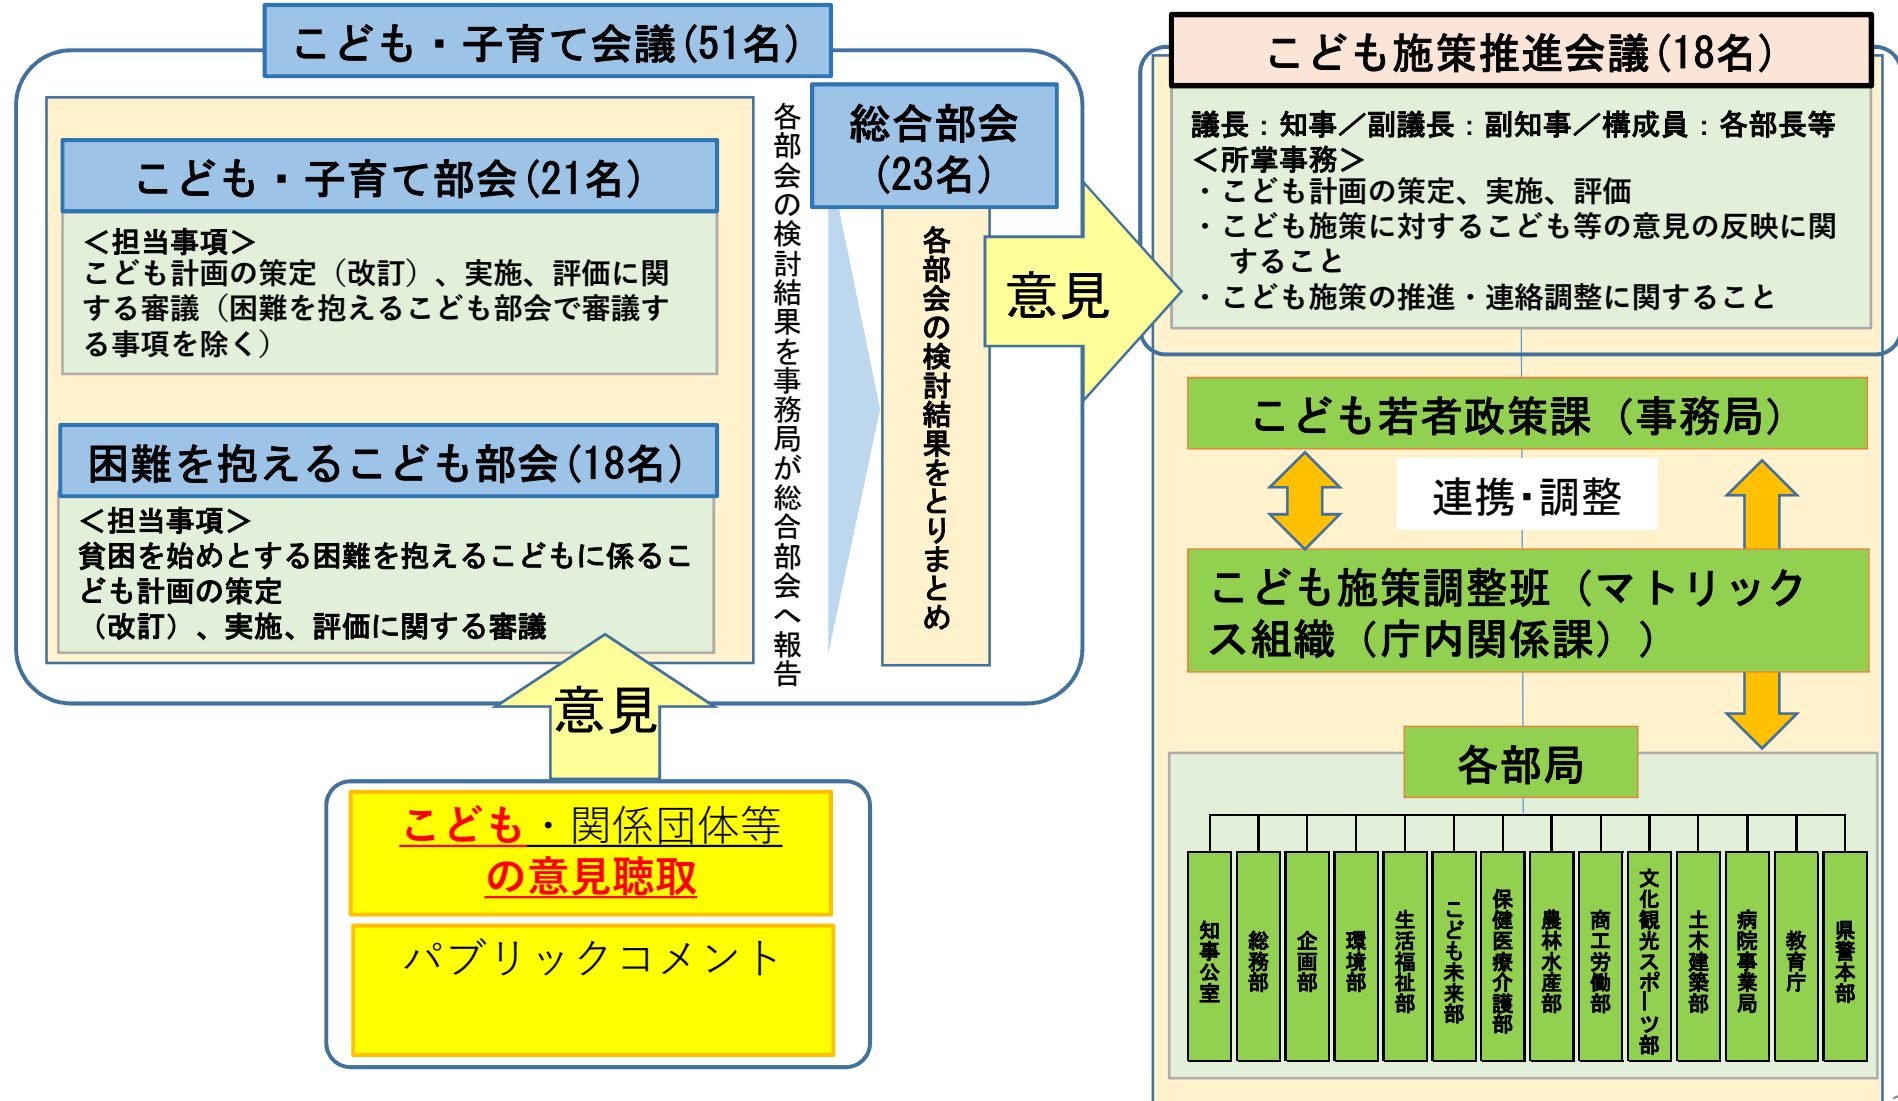 こども・子育て会議(51名)
こども・子育て部会(21名)
＜担当事項＞
こども計画の策定（改訂）、実施、評価に関
する審議（困難を抱えるこども部会で審議す
る事項を除く）
困難を抱えるこども部会(18名)
＜担当事項＞
貧困を始めとする困難を抱えるこどもに係るこ
ども計画の策定
（改訂）、実施、評価に関する審議
各部会の検討結果を事務局が総合部会へ報告
総合部会
(23名)
各部会の検討結果をとりまとめ
意見
意見
こども・関係団体等
の意見聴取
パブリックコメント
こども施策推進会議(18名)
議長：知事／副議長：副知事／構成員：各部長等
＜所掌事務＞
・こども計画の策定、実施、評価
・こども施策に対するこども等の意見の反映に関
すること
・こども施策の推進・連絡調整に関すること
こども若者政策課（事務局）
連携・調整
こども施策調整班（マトリック
ス組織（庁内関係課））
各部局
知事公室
総務部
企画部
環境部
生活福祉部
こども未来部
保健医療介護部
農林水産部
商工労働部
文化観光スポーツ部
土木建築部
病院事業局
教育庁
県警本部